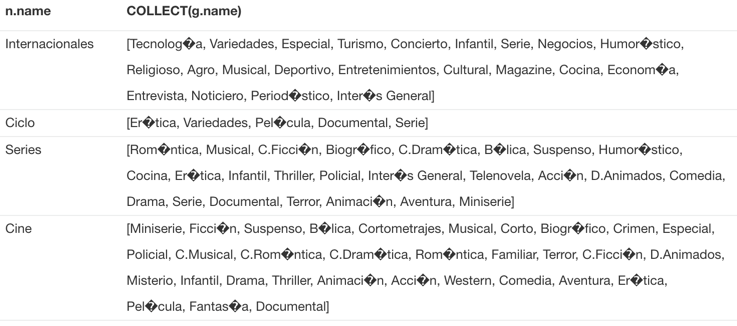 n.name COLLECT(g.name)
Internacionales [Tecnolog�a, Variedades, Especial, Turismo, Concierto, Infantil, Serie, Negocios, Humor�stico,
Religioso, Agro, Musical, Deportivo, Entretenimientos, Cultural, Magazine, Cocina, Econom�a,
Entrevista, Noticiero, Period�stico, Inter�s General]
Ciclo [Er�tica, Variedades, Pel�cula, Documental, Serie]
Series [Rom�ntica, Musical, C.Ficci�n, Biogr�fico, C.Dram�tica, B�lica, Suspenso, Humor�stico,
Cocina, Er�tica, Infantil, Thriller, Policial, Inter�s General, Telenovela, Acci�n, D.Animados, Comedia,
Drama, Serie, Documental, Terror, Animaci�n, Aventura, Miniserie]
Cine [Miniserie, Ficci�n, Suspenso, B�lica, Cortometrajes, Musical, Corto, Biogr�fico, Crimen, Especial,
Policial, C.Musical, C.Rom�ntica, C.Dram�tica, Rom�ntica, Familiar, Terror, C.Ficci�n, D.Animados,
Misterio, Infantil, Drama, Thriller, Animaci�n, Acci�n, Western, Comedia, Aventura, Er�tica,
Pel�cula, Fantas�a, Documental]